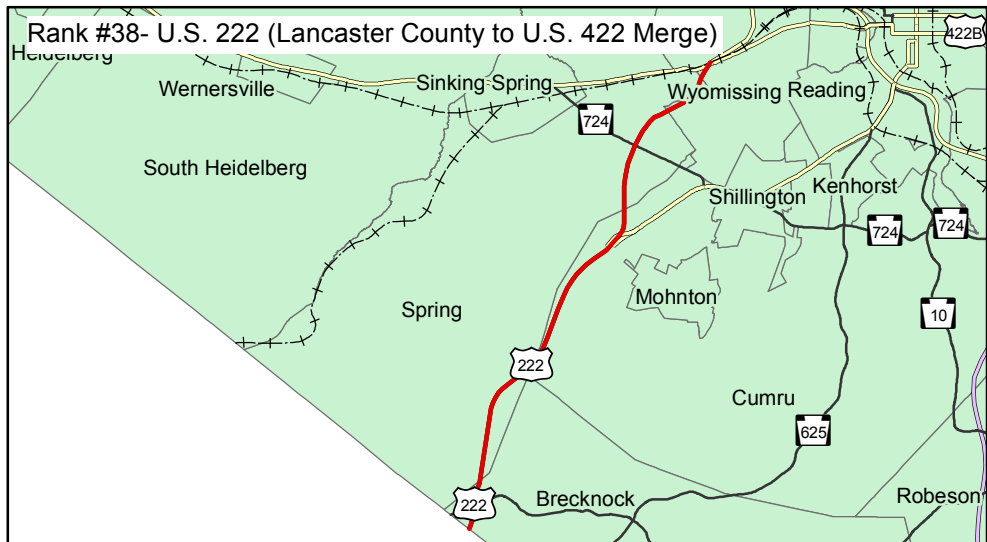 Rank #38- U.S. 222 (Lancaster County to U.S. 422 Merge)
422B
Heidelberg
Wernersville
Sinking Spring
Wyomissing
Reading
724
South Heidelberg
Shillington
Kenhorst
724
724
Spring
Mohnton
10
222
Cumru
625
222
Brecknock
Robeson